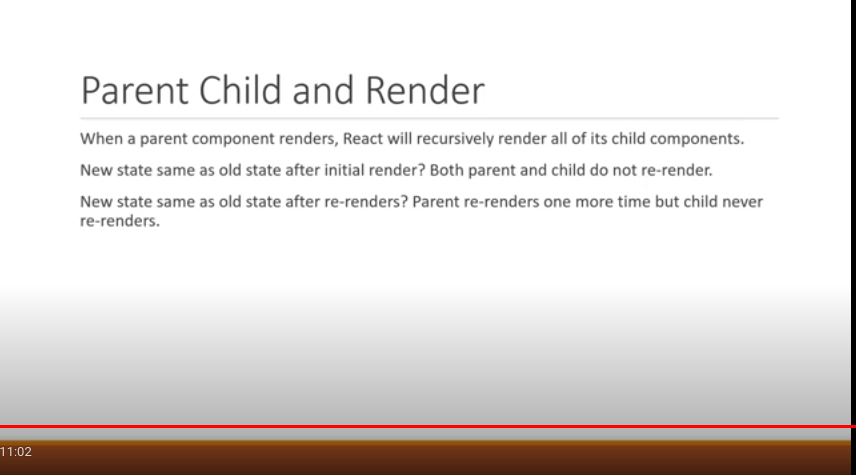 Parent Child and Render
When a parent component renders, React will recursively render all of its child components.
New state same as old state after initial render? Both parent and child do not re-render.
New state same as old state after re-renders? Parent re-renders one more time but child never
re-renders.
11:02